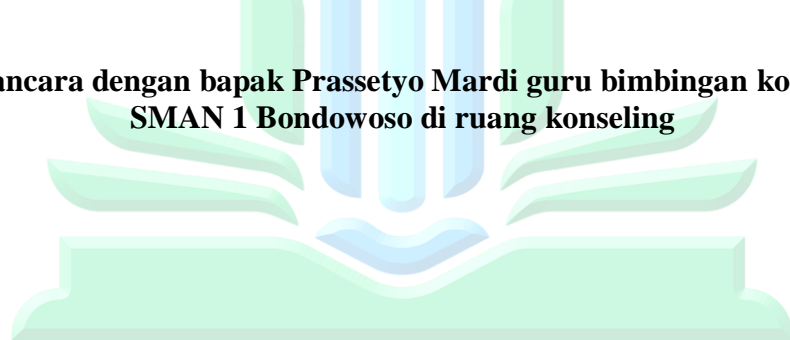 ancara dengan bapak Prassetyo Mardi guru bimbingan ko
SMAN 1 Bondowoso di ruang konseling